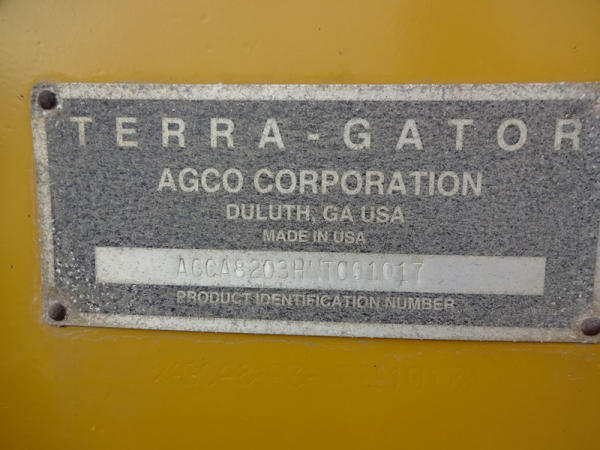 TERRA-GATOR
AGCO CORPORATION
DULUTH, GA USA
MADE IN USA
PRODUCT IDENTIFICATION NUMBER